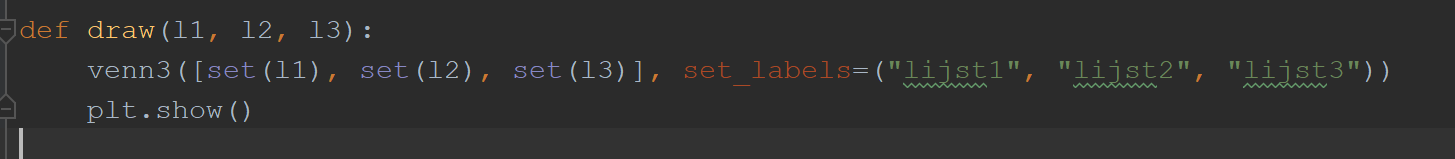 def draw(l1, l2, l3):
    venn3([set(l1), set(l2), set(l3)], set_labels=("lijst1", "lijst2", "lijst3"))
    plt.show()